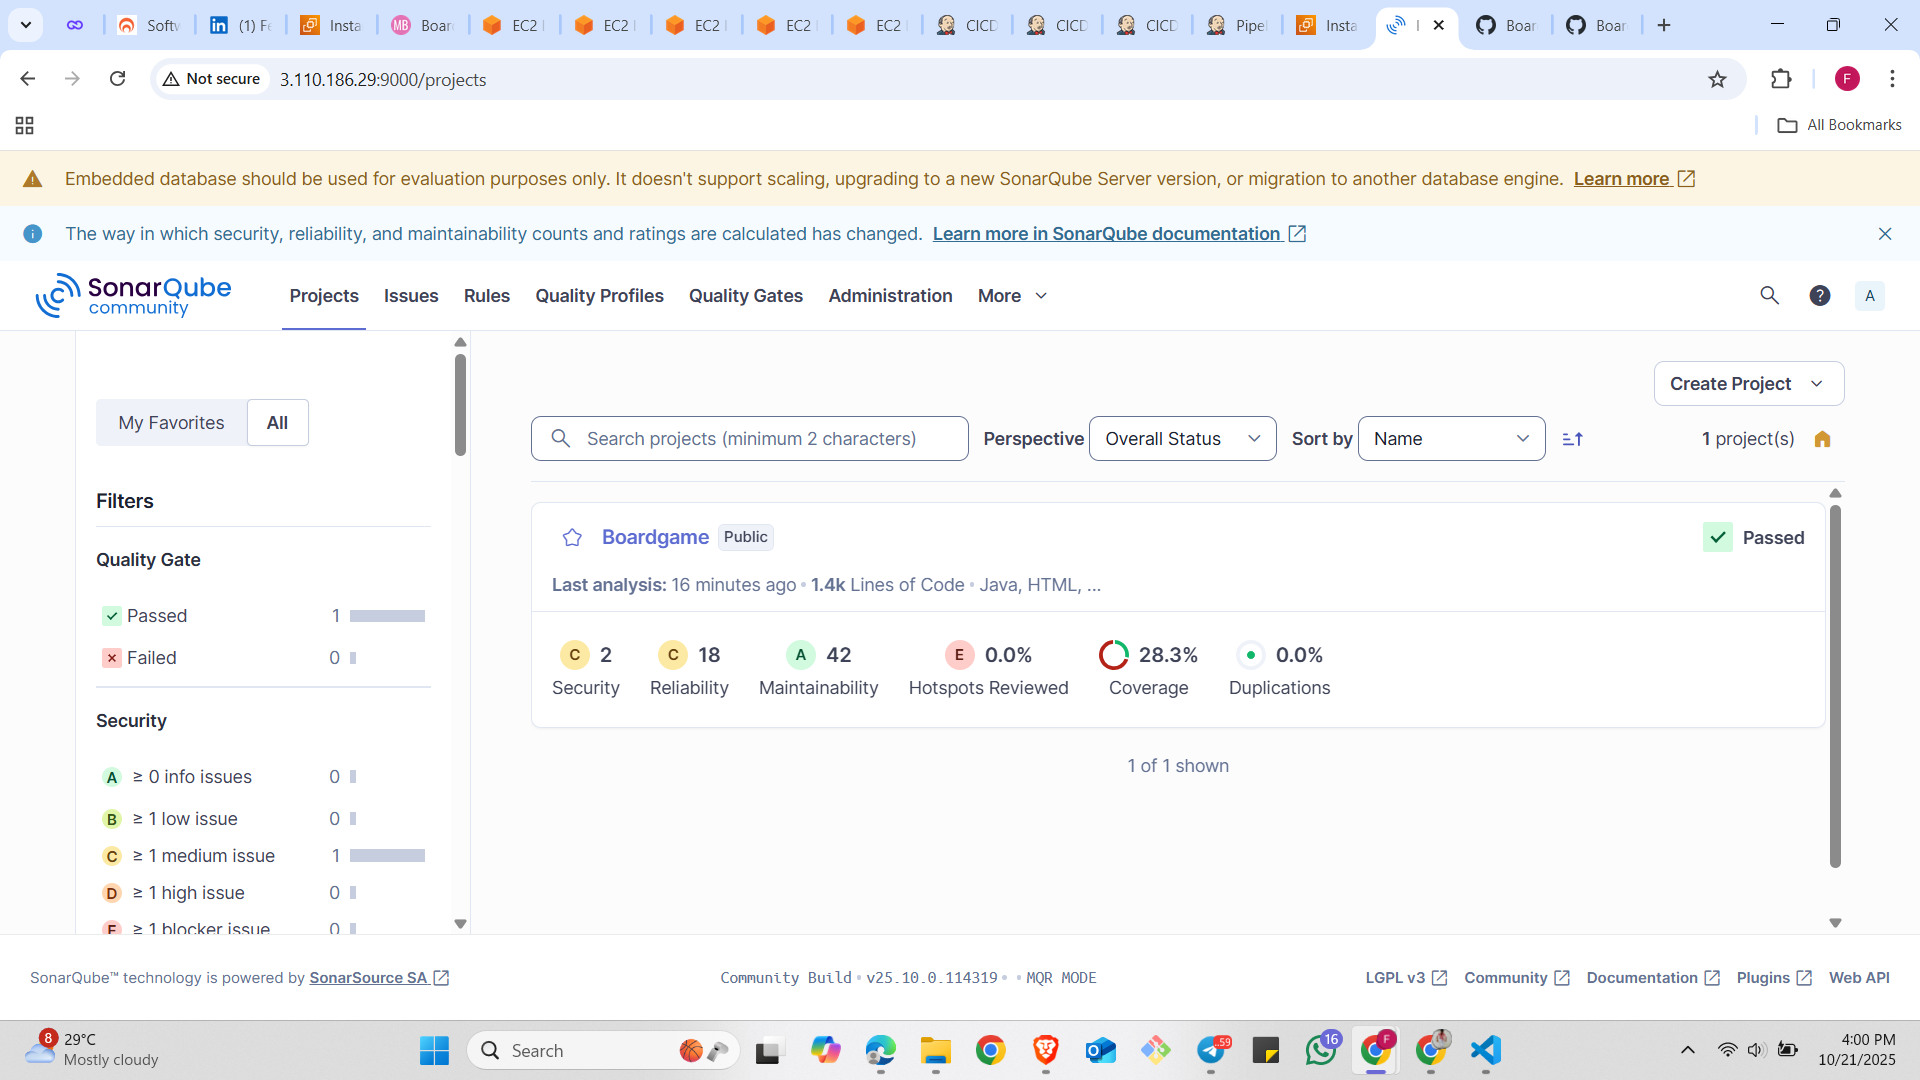 Softw
(1) Fe
Insta
MB
Board
EC2 I
EC2 I
EC2 I
EC2 I
EC2 I
CICD
CICD
CICD
Pipel
Insta
Boar
Boar
Not secure
3.110.186.29:9000/projects
F
All Bookmarks
Embedded database should be used for evaluation purposes only. It doesn't support scaling, upgrading to a new SonarQube Server version, or migration to another database engine. Learn more
The way in which security, reliability, and maintainability counts and ratings are calculated has changed. Learn more in SonarQube documentation
SonarQube
community
Projects
Issues
Rules
Quality Profiles
Quality Gates
Administration
More
A
Create Project
My Favorites
All
Search projects (minimum 2 characters)
Perspective
Overall Status
Sort by
Name
1 project(s)
Filters
Quality Gate
Passed 1
Failed 0
Security
A ≥ 0 info issues 0
B ≥ 1 low issue 0
C ≥ 1 medium issue 1
D ≥ 1 high issue 0
E ≥ 1 blocker issue 0
Boardgame Public
Passed
Last analysis: 16 minutes ago • 1.4k Lines of Code • Java, HTML, ...
C 2
Security
C 18
Reliability
A 42
Maintainability
E 0.0%
Hotspots Reviewed
28.3%
Coverage
0.0%
Duplications
1 of 1 shown
SonarQube™ technology is powered by SonarSource SA
Community Build • v25.10.0.114319 • • MQR MODE
LGPL v3
Community
Documentation
Plugins
Web API
8
29°C
Mostly cloudy
Search
.59
16
F
4:00 PM
10/21/2025